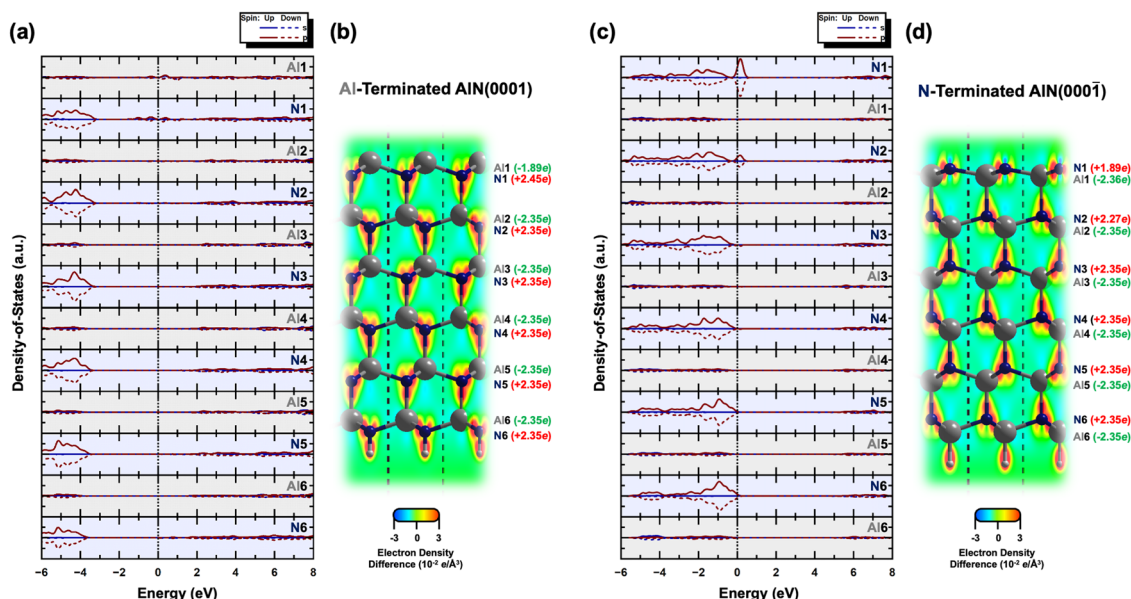 (a)
Spin: Up Down
s
p
Al1
N1
Al2
N2
Al3
N3
Al4
N4
Al5
N5
Al6
N6
Density-of-States (a.u.)
−6 −4 −2 0 2 4 6 8
Energy (eV)
(b)
Al-Terminated AlN(0001)
Al1 (-1.89e)
N1 (+2.45e)
Al2 (-2.35e)
N2 (+2.35e)
Al3 (-2.35e)
N3 (+2.35e)
Al4 (-2.35e)
N4 (+2.35e)
Al5 (-2.35e)
N5 (+2.35e)
Al6 (-2.35e)
N6 (+2.35e)
-3 3
Electron Density
Difference (10⁻² e/Å³)
(c)
Spin: Up Down
s
p
N1
Al1
N2
Al2
N3
Al3
N4
Al4
N5
Al5
N6
Al6
Density-of-States (a.u.)
−6 −4 −2 0 2 4 6 8
Energy (eV)
(d)
N-Terminated AlN(0001̄)
N1 (+1.89e)
Al1 (-2.36e)
N2 (+2.27e)
Al2 (-2.35e)
N3 (+2.35e)
Al3 (-2.35e)
N4 (+2.35e)
Al4 (-2.35e)
N5 (+2.35e)
Al5 (-2.35e)
N6 (+2.35e)
Al6 (-2.35e)
-3 3
Electron Density
Difference (10⁻² e/Å³)